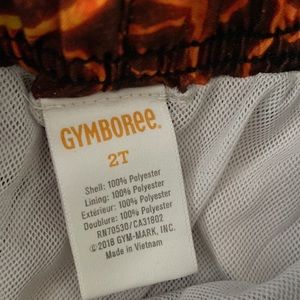 GYMBOREE.
2T
Shell: 100% Polyester
Lining: 100% Polyester
Extérieur: 100% Polyester
Doublure: 100% Polyester
RN70530/CA31802
©2018 GYM-MARK, INC.
Made in Vietnam